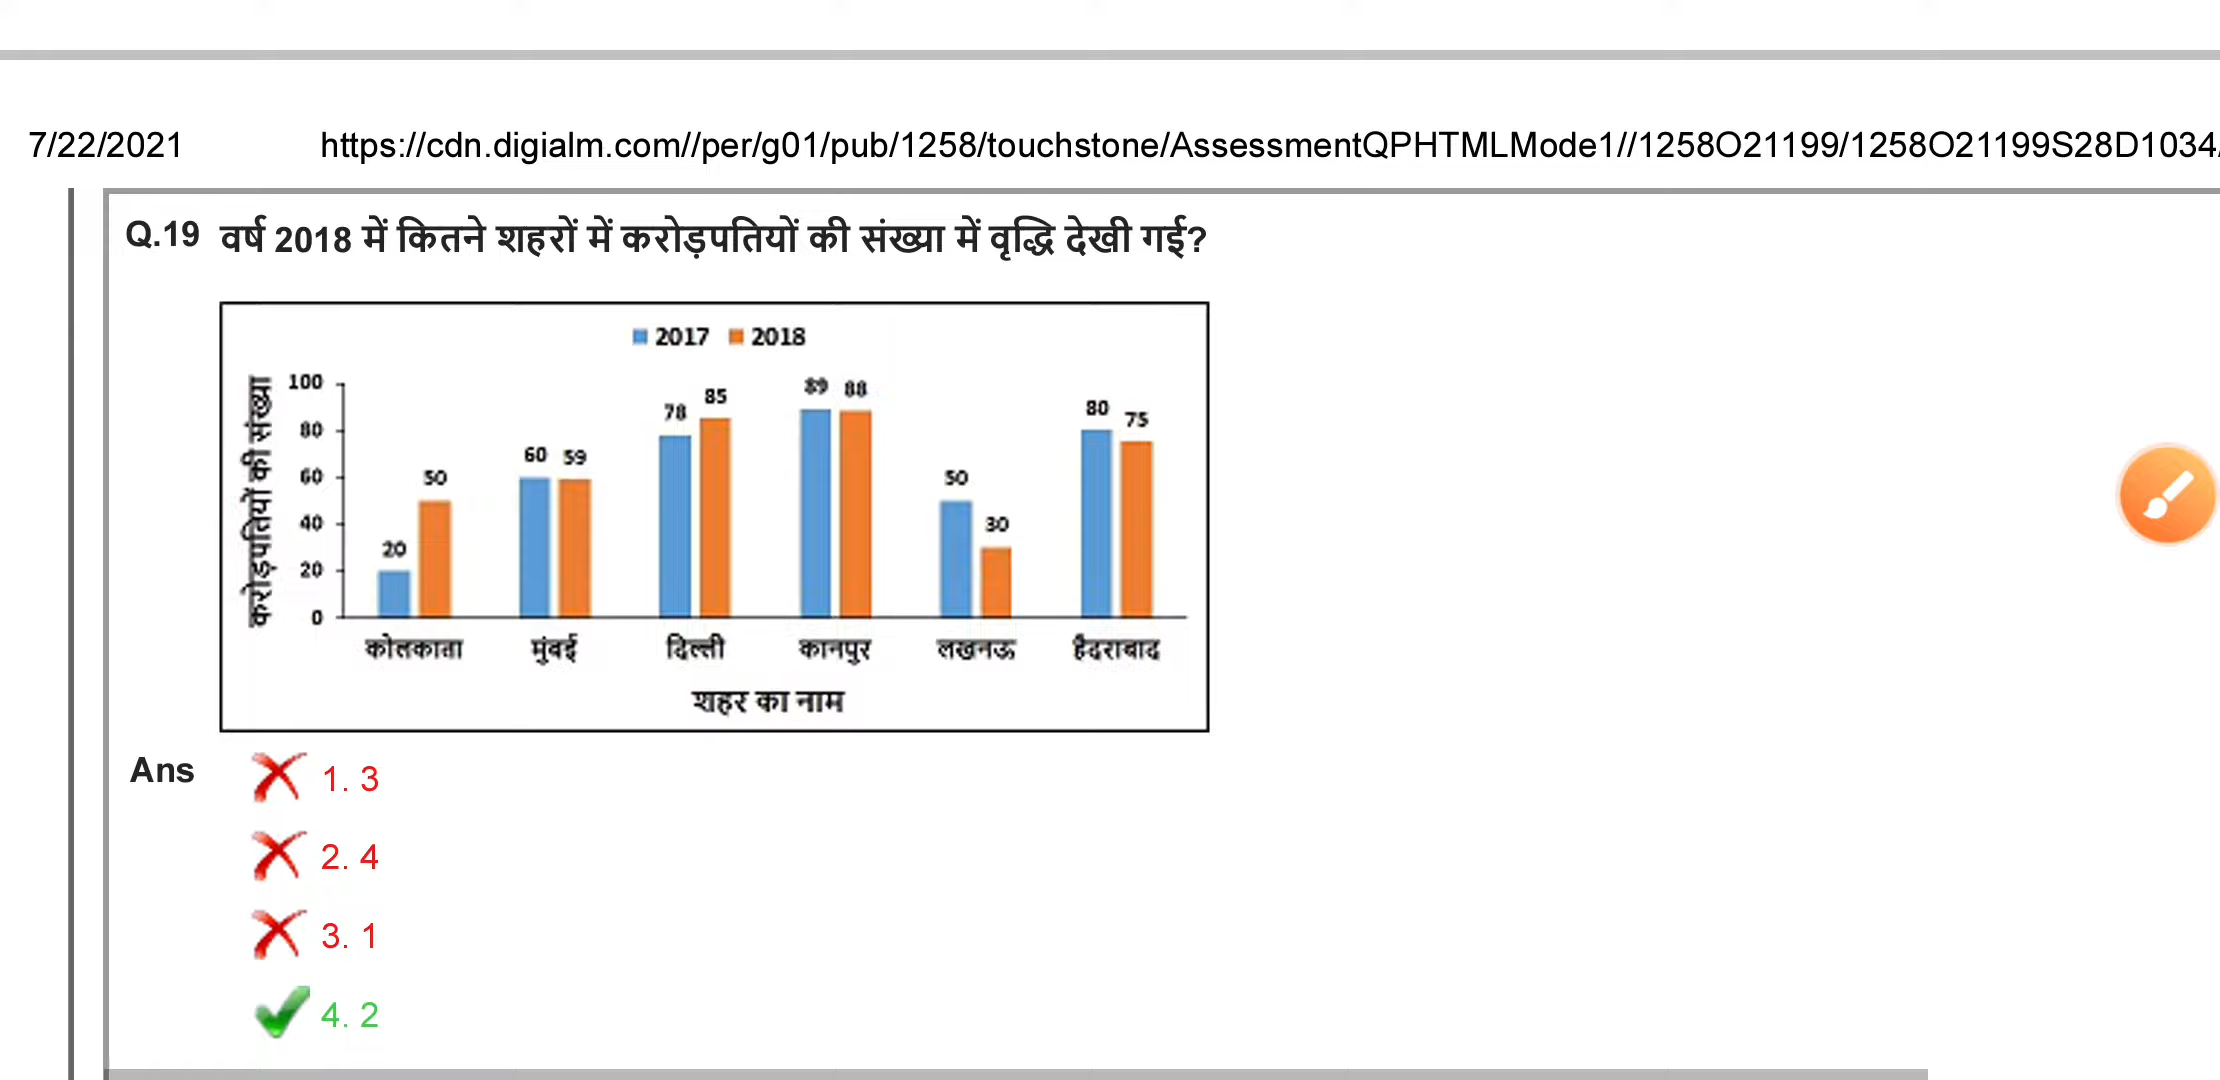 7/22/2021 https://cdn.digialm.com//per/g01/pub/1258/touchstone/AssessmentQPHTMLMode1//1258O21199/1258O21199S28D1034
Q.19 वर्ष 2018 में कितने शहरों में करोड़पतियों की संख्या में वृद्धि देखी गई?
2017 2018
करोड़पतियों की संख्या
100
80
60
40
20
0
20 50
60 59
78 85
89 88
50 30
80 75
कोलकाता मुंबई दिल्ली कानपुर लखनऊ हैदराबाद
शहर का नाम
Ans
1. 3
2. 4
3. 1
4. 2